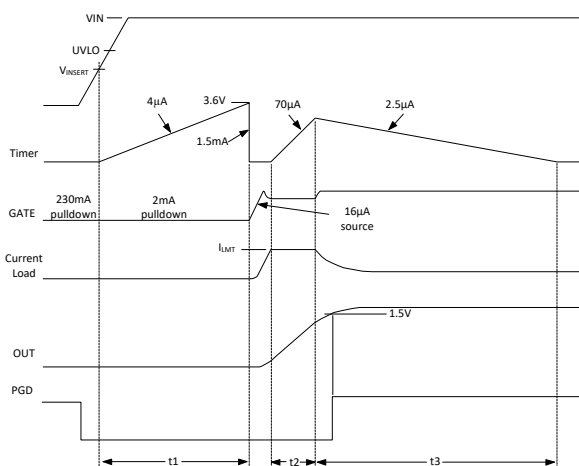 VIN
UVLO
VINSERT
4μA
3.6V
70μA
2.5μA
1.5mA
Timer
230mA
pulldown
2mA
pulldown
16μA
source
GATE
ILMT
Current
Load
1.5V
OUT
PGD
t1
t2
t3